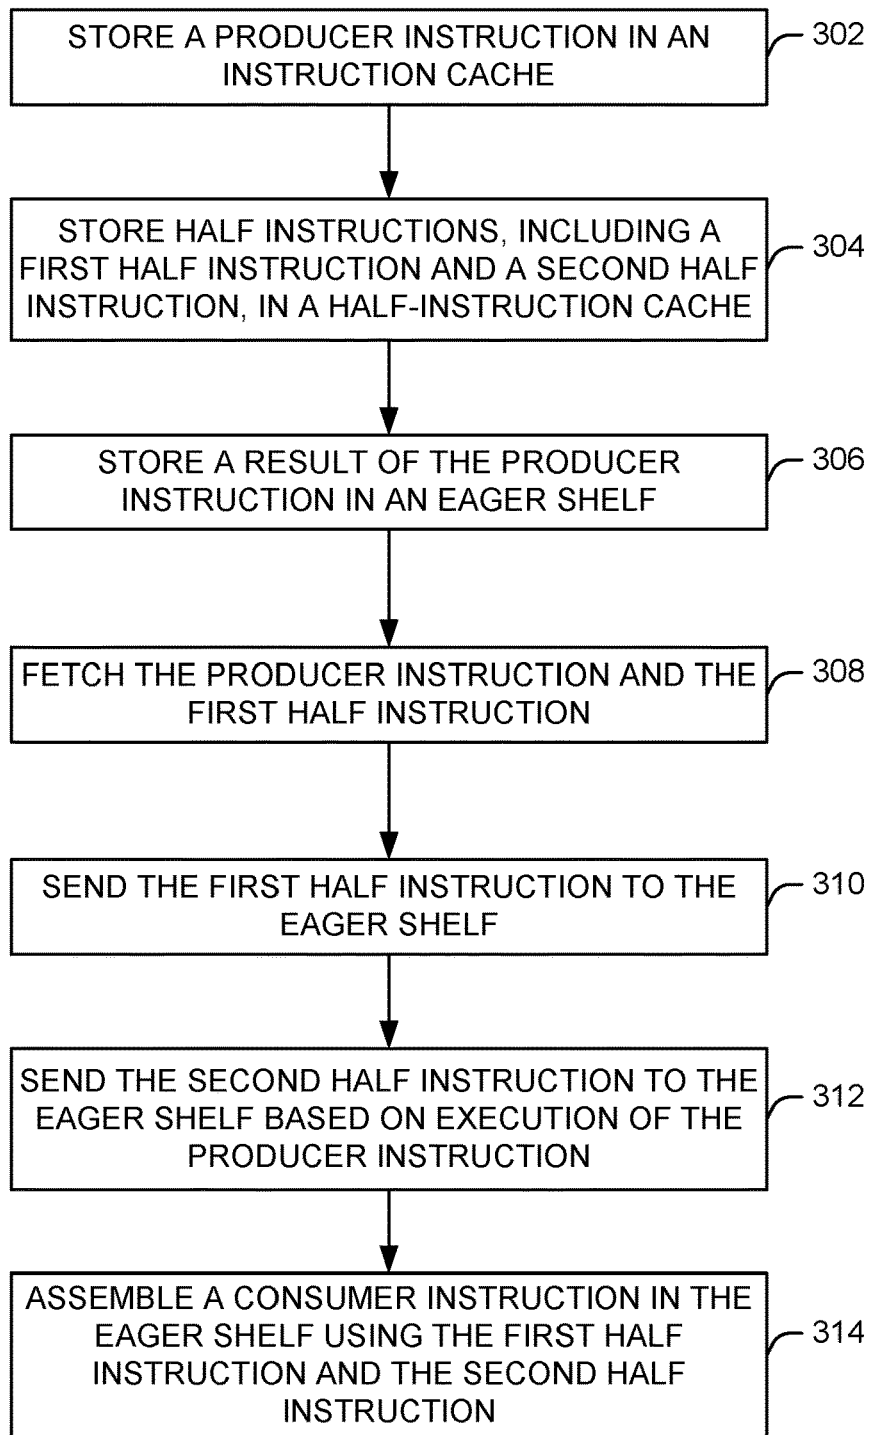 STORE A PRODUCER INSTRUCTION IN AN
INSTRUCTION CACHE
302
STORE HALF INSTRUCTIONS, INCLUDING A
FIRST HALF INSTRUCTION AND A SECOND HALF
INSTRUCTION, IN A HALF-INSTRUCTION CACHE
304
STORE A RESULT OF THE PRODUCER
INSTRUCTION IN AN EAGER SHELF
306
FETCH THE PRODUCER INSTRUCTION AND THE
FIRST HALF INSTRUCTION
308
SEND THE FIRST HALF INSTRUCTION TO THE
EAGER SHELF
310
SEND THE SECOND HALF INSTRUCTION TO THE
EAGER SHELF BASED ON EXECUTION OF THE
PRODUCER INSTRUCTION
312
ASSEMBLE A CONSUMER INSTRUCTION IN THE
EAGER SHELF USING THE FIRST HALF
INSTRUCTION AND THE SECOND HALF
INSTRUCTION
314